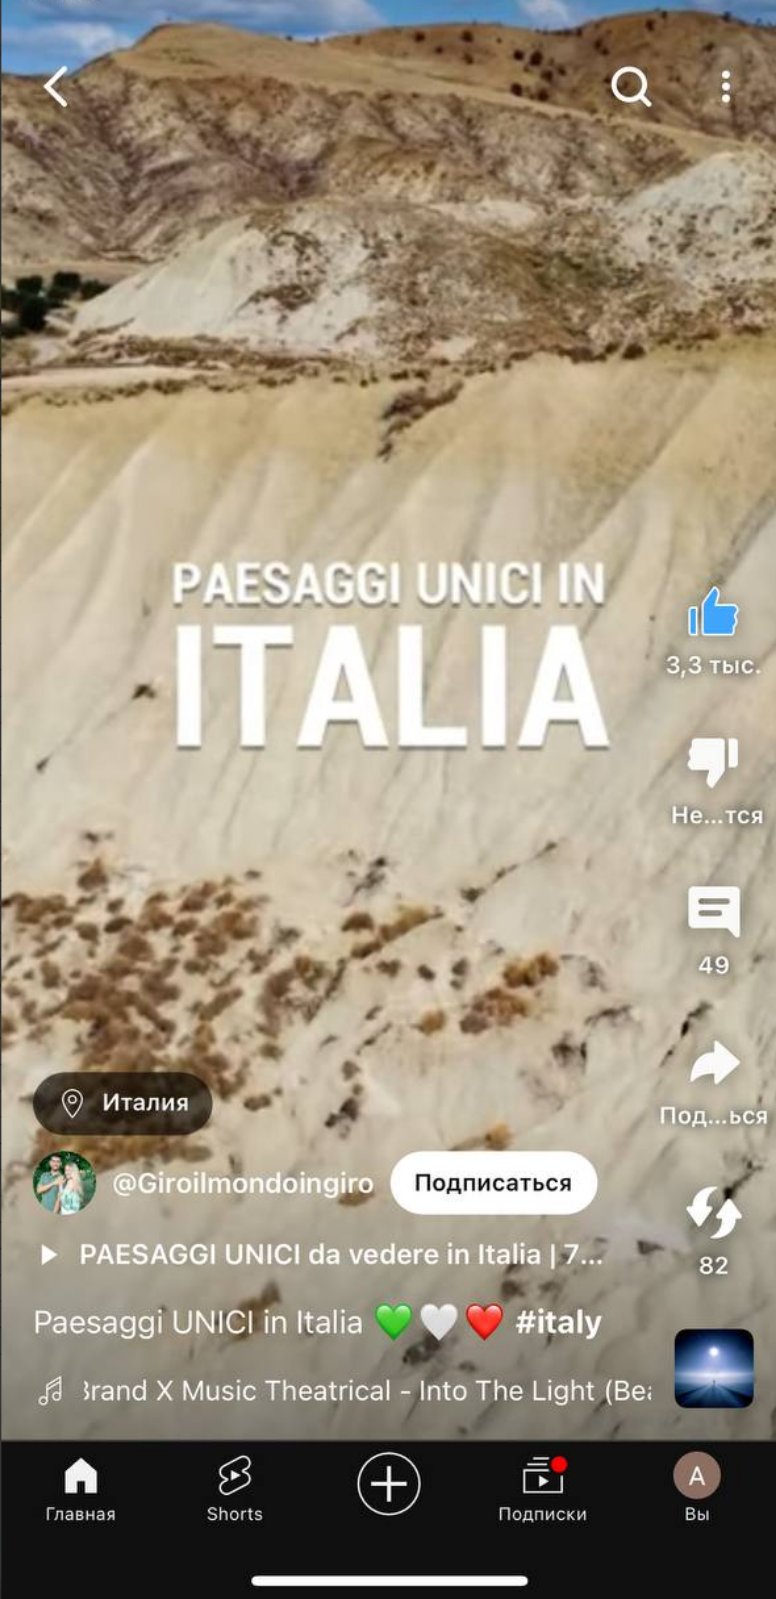 PAESAGGI UNICI IN
ITALIA
3,3 тыс.
Не...тся
49
Под...ься
82
Италия
@Giroilmondoingiro
Подписаться
PAESAGGI UNICI da vedere in Italia | 7...
Paesaggi UNICI in Italia 💚🤍❤️ #italy
Brand X Music Theatrical - Into The Light (Bea
Главная
Shorts
Подписки
A
Вы